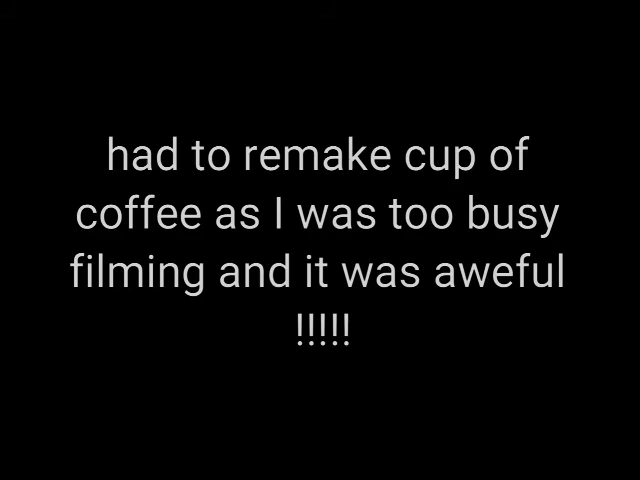 had to remake cup of
coffee as I was too busy
filming and it was aweful
!!!!!